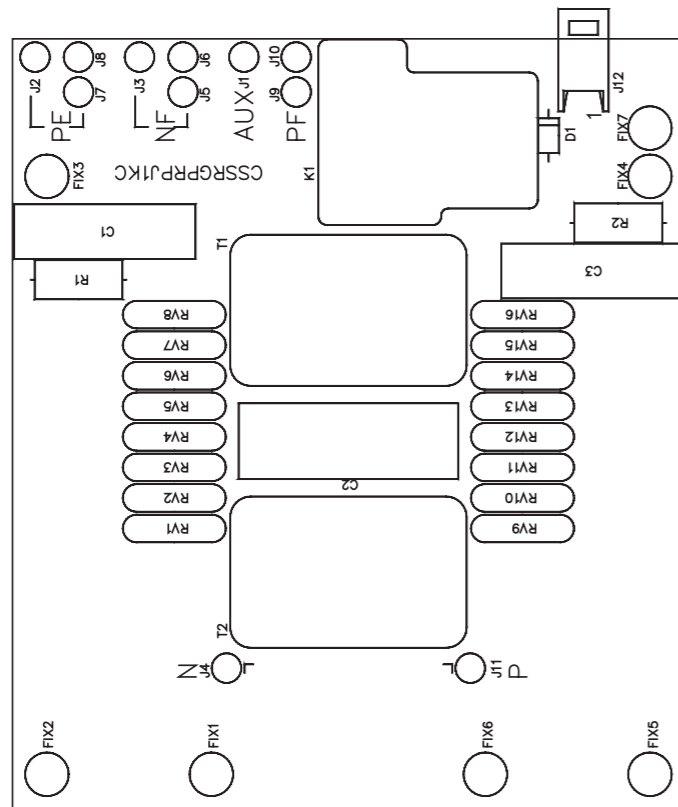 J2
J8
J3
J6
J1
J10
J12
J7
J5
J9
PE
NF
AUX
PF
D1
1
FIX7
FIX3
CSSRGPRPJ1KC
K1
FIX4
C1
R2
T1
R1
C3
RV8
RV16
RV7
RV15
RV6
RV14
RV5
RV13
RV4
RV12
RV3
RV11
C2
RV2
RV10
RV1
RV9
T2
N
J4
J11
P
FIX2
FIX1
FIX6
FIX5